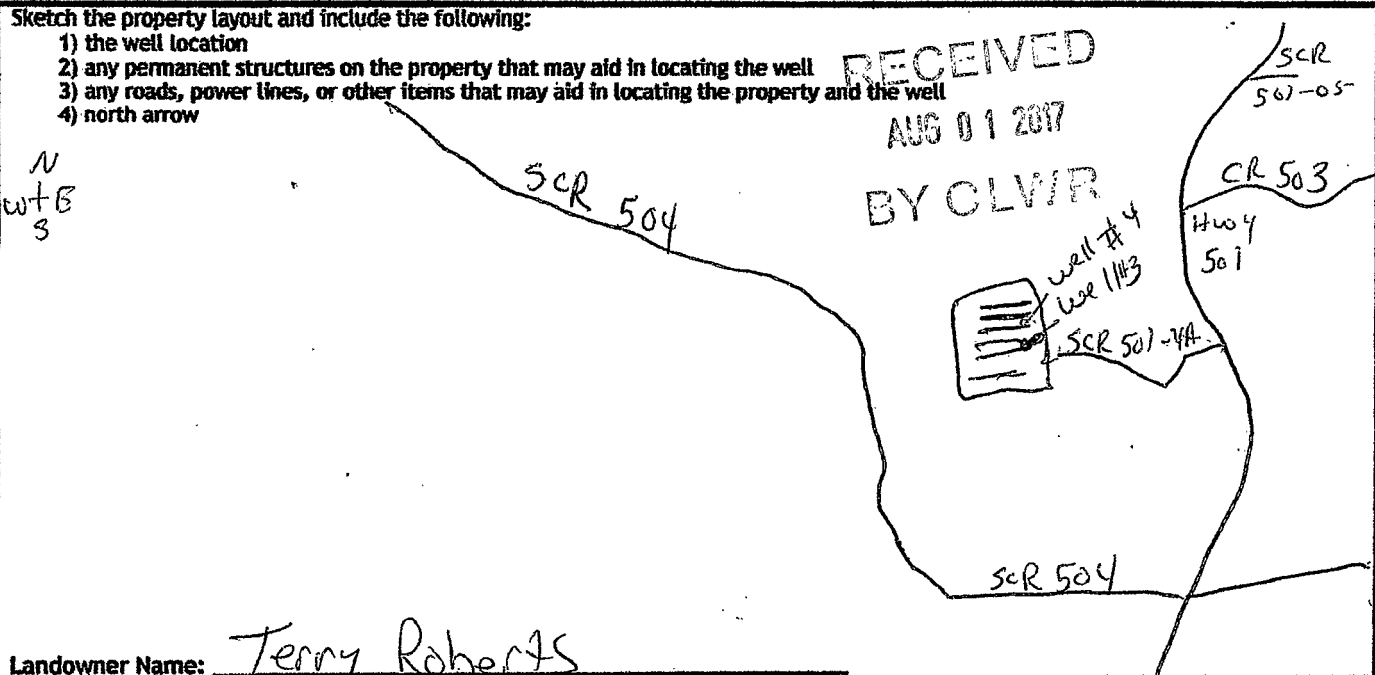 Sketch the property layout and include the following:
1) the well location
2) any permanent structures on the property that may aid in locating the well
3) any roads, power lines, or other items that may aid in locating the property and the well
4) north arrow
RECEIVED
AUG 01 2017
BY OLWR
N
W+E
S
SCR 504
SCR
501-05
CR 503
Hwy
501
well #4
well #3
SCR 501-4A
SCR 504
Landowner Name: Terry Roberts